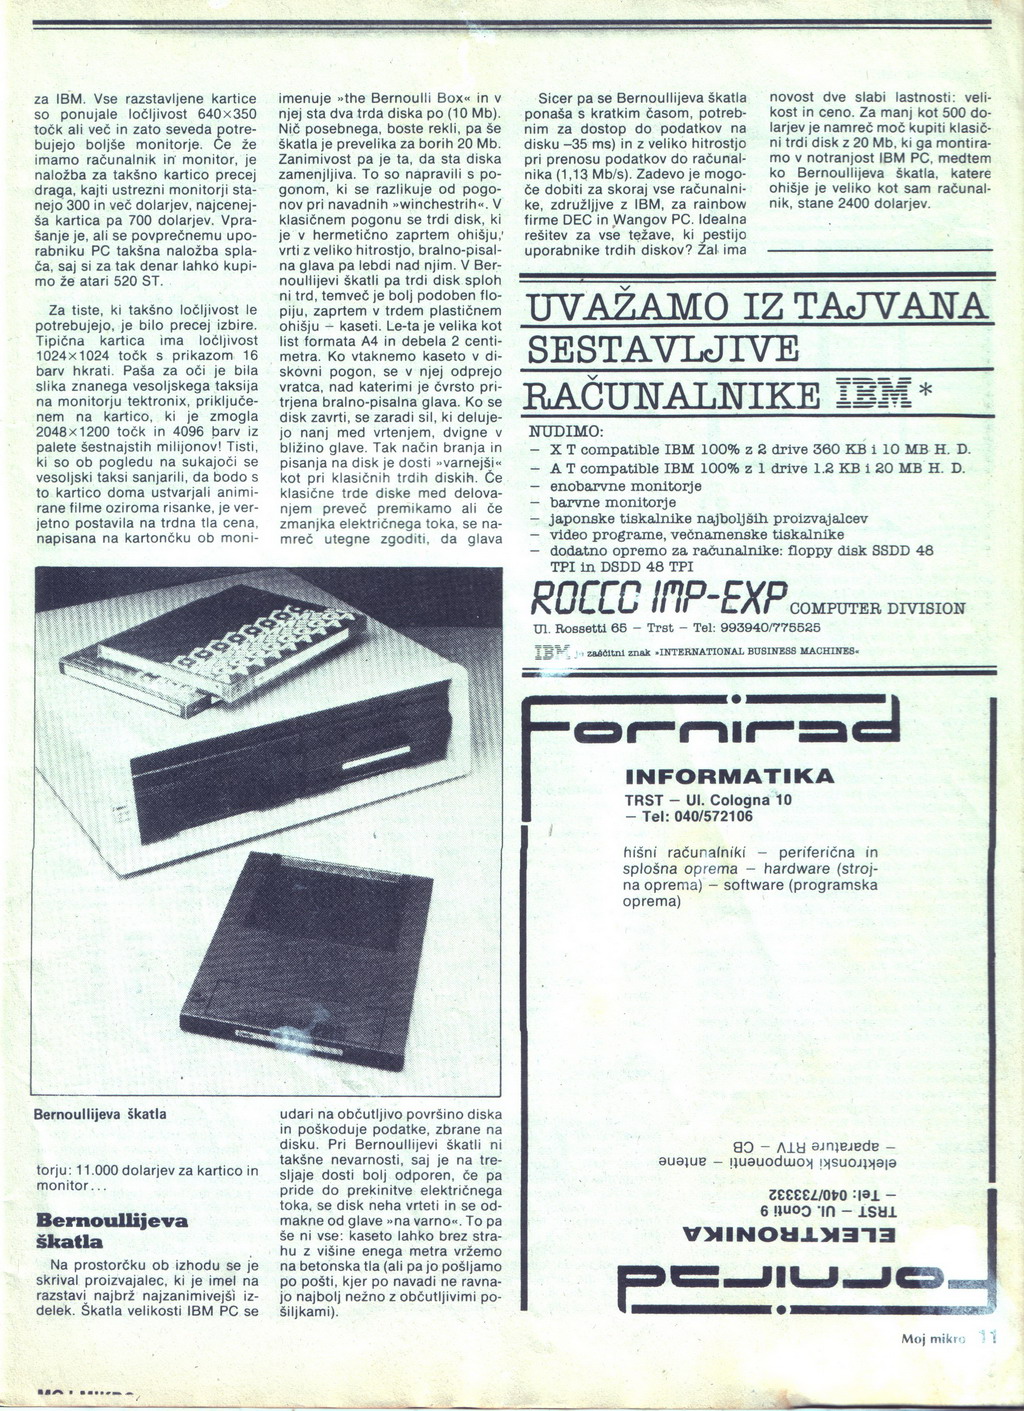 za IBM. Vse razstavljene kartice
so ponujale ločljivost 640×350
točk ali več in zato seveda potre-
bujejo boljše monitorje. Če že
imamo računalnik in monitor, je
naložba za takšno kartico precej
draga, kajti ustrezni monitorji sta-
nejo 300 in več dolarjev, najcenej-
ša kartica pa 700 dolarjev. Vpra-
šanje je, ali se povprečnemu upo-
rabniku PC takšna naložba spla-
ča, saj si za tak denar lahko kupi-
mo že atari 520 ST.
Za tiste, ki takšno ločljivost le
potrebujejo, je bilo precej izbire.
Tipična kartica ima ločljivost
1024×1024 točk s prikazom 16
barv hkrati. Paša za oči je bila
slika znanega vesoljskega taksija
na monitorju tektronix, priključe-
nem na kartico, ki je zmogla
2048×1200 točk in 4096 barv iz
palete šestnajstih milijonov! Tisti,
ki so ob pogledu na sukajoči se
vesoljski taksi sanjarili, da bodo s
to kartico doma ustvarjali animi-
rane filme oziroma risanke, je ver-
jetno postavila na trdna tla cena,
napisana na kartončku ob moni-
Bernoullijeva škatla
torju: 11.000 dolarjev za kartico in
monitor...
Bernoullijeva
škatla
Na prostorčku ob izhodu se je
skrival proizvajalec, ki je imel na
razstavi najbrž najzanimivejši iz-
delek. Škatla velikosti IBM PC se
imenuje »the Bernoulli Box« in v
njej sta dva trda diska po (10 Mb).
Nič posebnega, boste rekli, pa še
škatla je prevelika za borih 20 Mb.
Zanimivost pa je ta, da sta diska
zamenjljiva. To so napravili s po-
gonom, ki se razlikuje od pogo-
nov pri navadnih »winchestrih«. V
klasičnem pogonu se trdi disk, ki
je v hermetično zaprtem ohišju,
vrti z veliko hitrostjo, bralno-pisal-
na glava pa lebdi nad njim. V Ber-
noullijevi škatli pa trdi disk sploh
ni trd, temveč je bolj podoben flo-
piju, zaprtem v trdem plastičnem
ohišju – kaseti. Le-ta je velika kot
list formata A4 in debela 2 centi-
metra. Ko vtaknemo kaseto v di-
skovni pogon, se v njej odprejo
vratca, nad katerimi je čvrsto pri-
trjena bralno-pisalna glava. Ko se
disk zavrti, se zaradi sil, ki deluje-
jo nanj med vrtenjem, dvigne v
bližino glave. Tak način branja in
pisanja na disk je dosti »varnejši«
kot pri klasičnih trdih diskih. Če
klasične trde diske med delova-
njem preveč premikamo ali če
zmanjka električnega toka, se na-
mreč utegne zgoditi, da glava
udari na občutljivo površino diska
in poškoduje podatke, zbrane na
disku. Pri Bernoullijevi škatli ni
takšne nevarnosti, saj je na tre-
sljaje dosti bolj odporen, če pa
pride do prekinitve električnega
toka, se disk neha vrteti in se od-
makne od glave »na varno«. To pa
še ni vse: kaseto lahko brez stra-
hu z višine enega metra vržemo
na betonska tla (ali pa jo pošljamo
po pošti, kjer po navadi ne ravna-
jo najbolj nežno z občutljivimi po-
šiljkami).
Sicer pa se Bernoullijeva škatla
ponaša s kratkim časom, potreb-
nim za dostop do podatkov na
disku –35 ms) in z veliko hitrostjo
pri prenosu podatkov do računal-
nika (1,13 Mb/s). Zadevo je mogo-
če dobiti za skoraj vse računalni-
ke, združljive z IBM, za rainbow
firme DEC in Wangov PC. Idealna
rešitev za vse težave, ki pestijo
uporabnike trdih diskov? Žal ima
novost dve slabi lastnosti: veli-
kost in ceno. Za manj kot 500 do-
larjev je namreč moč kupiti klasič-
ni trdi disk z 20 Mb, ki ga montira-
mo v notranjost IBM PC, medtem
ko Bernoullijeva škatla, katere
ohišje je veliko kot sam računal-
nik, stane 2400 dolarjev.
UVAŽAMO IZ TAJVANA
SESTAVLJIVE
RAČUNALNIKE IBM*
NUDIMO:
– X T compatible IBM 100% z 2 drive 360 KB i 10 MB H. D.
– A T compatible IBM 100% z 1 drive 1.2 KB i 20 MB H. D.
– enobarvne monitorje
– barvne monitorje
– japonske tiskalnike najboljših proizvajalcev
– video programe, večnamenske tiskalnike
– dodatno opremo za računalnike: floppy disk SSDD 48
TPI in DSDD 48 TPI
ROCCO IMP-EXP COMPUTER DIVISION
Ul. Rossetti 65 – Trst – Tel: 993940/775525
IBM je zaščitni znak »INTERNATIONAL BUSINESS MACHINES«
Fornirad
INFORMATIKA
TRST – Ul. Cologna 10
– Tel: 040/572106
hišni računalniki – periferična in
splošna oprema – hardware (stroj-
na oprema) – software (programska
oprema)
Fornirad
ELEKTRONIKA
TRST – Ul. Conti 9
– Tel: 040/733332
elektronski komponenti – antene
– aparature RTV – CB
Moj mikro 11